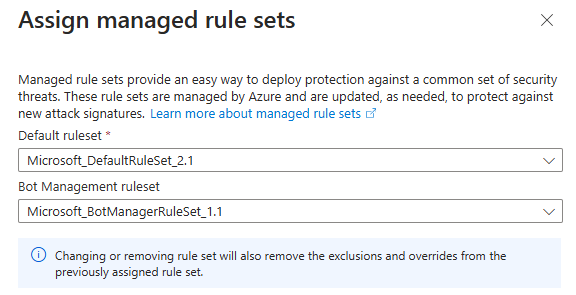 Assign managed rule sets
Managed rule sets provide an easy way to deploy protection against a common set of security
threats. These rule sets are managed by Azure and are updated, as needed, to protect against
new attack signatures. Learn more about managed rule sets
Default ruleset *
Microsoft_DefaultRuleSet_2.1
Bot Management ruleset
Microsoft_BotManagerRuleSet_1.1
Changing or removing rule set will also remove the exclusions and overrides from the
previously assigned rule set.